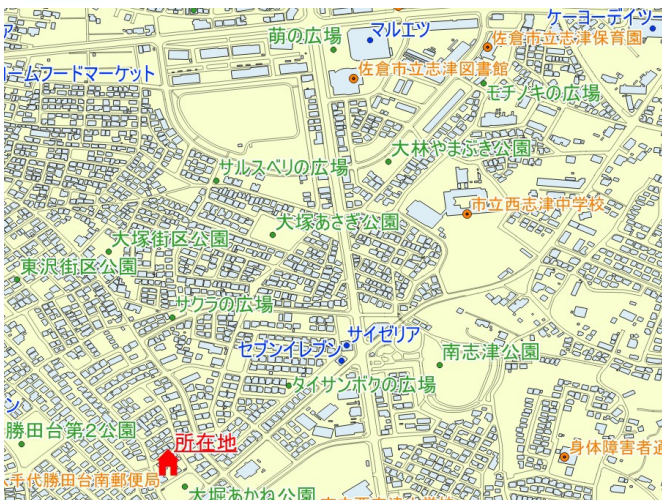 ケーヨーデイツー
萌の広場
マルエツ
佐倉市立志津保育園
ームフードマーケット
佐倉市立志津図書館
モチノキの広場
大林やまぶき公園
サルスベリの広場
市立西志津中学校
大塚あさぎ公園
大塚街区公園
東沢街区公園
サクラの広場
サイゼリア
セブンイレブン
南志津公園
タイサンボクの広場
ン
勝田台第2公園
所在地
身体障害者通
千代勝田台南郵便局
大堀あかね公園